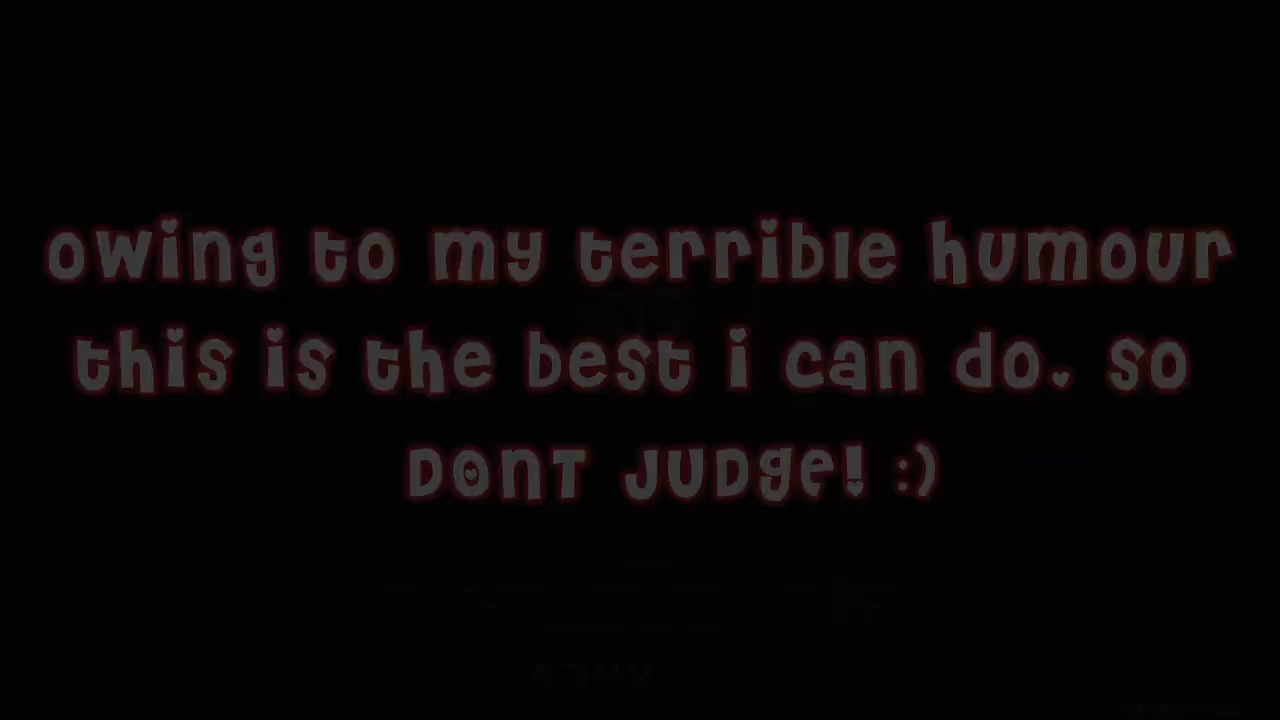 owing to my terrible humour
this is the best i can do. so
DONT JUDGe! :)